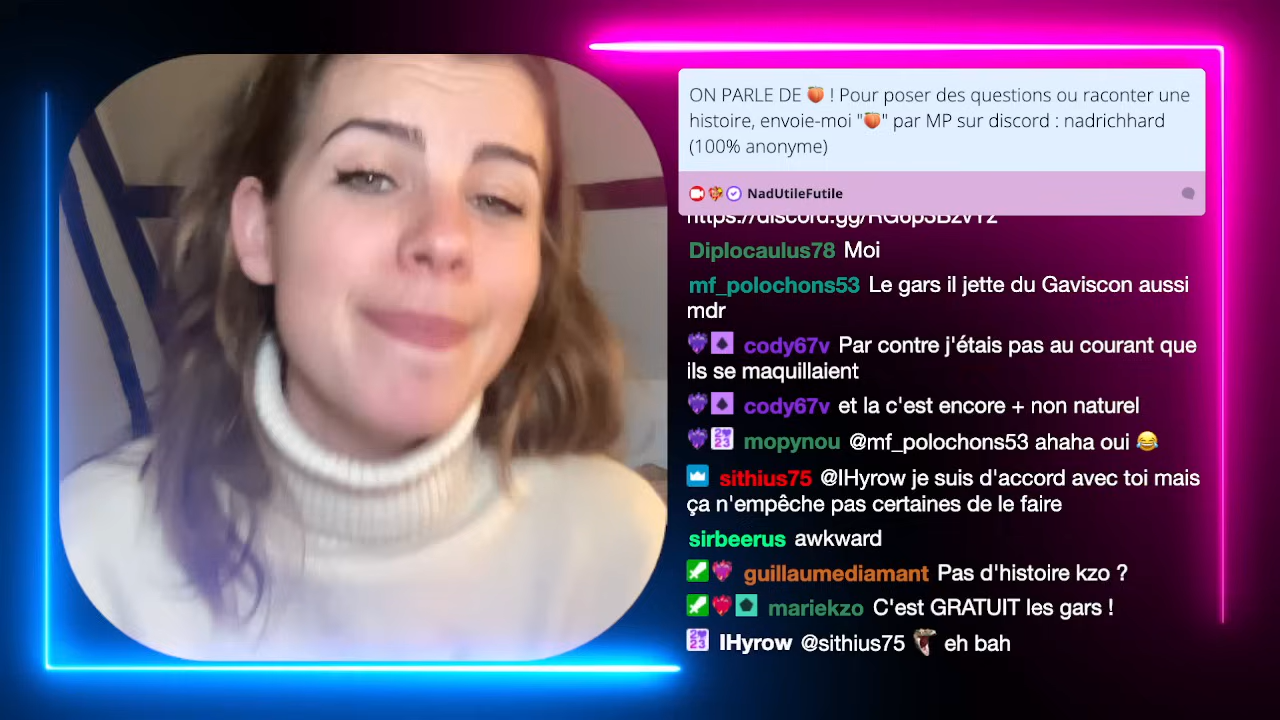 ON PARLE DE 🍑 ! Pour poser des questions ou raconter une
histoire, envoie-moi "🍑" par MP sur discord : nadrichhard
(100% anonyme)
NadUtileFutile
Diplocaulus78 Moi
mf_polochons53 Le gars il jette du Gaviscon aussi
mdr
cody67v Par contre j'étais pas au courant que
ils se maquillaient
cody67v et la c'est encore + non naturel
mopynou @mf_polochons53 ahaha oui 😂
sithius75 @IHyrow je suis d'accord avec toi mais
ça n'empêche pas certaines de le faire
sirbeerus awkward
guillaumediamant Pas d'histoire kzo ?
mariekzo C'est GRATUIT les gars !
IHyrow @sithius75 eh bah